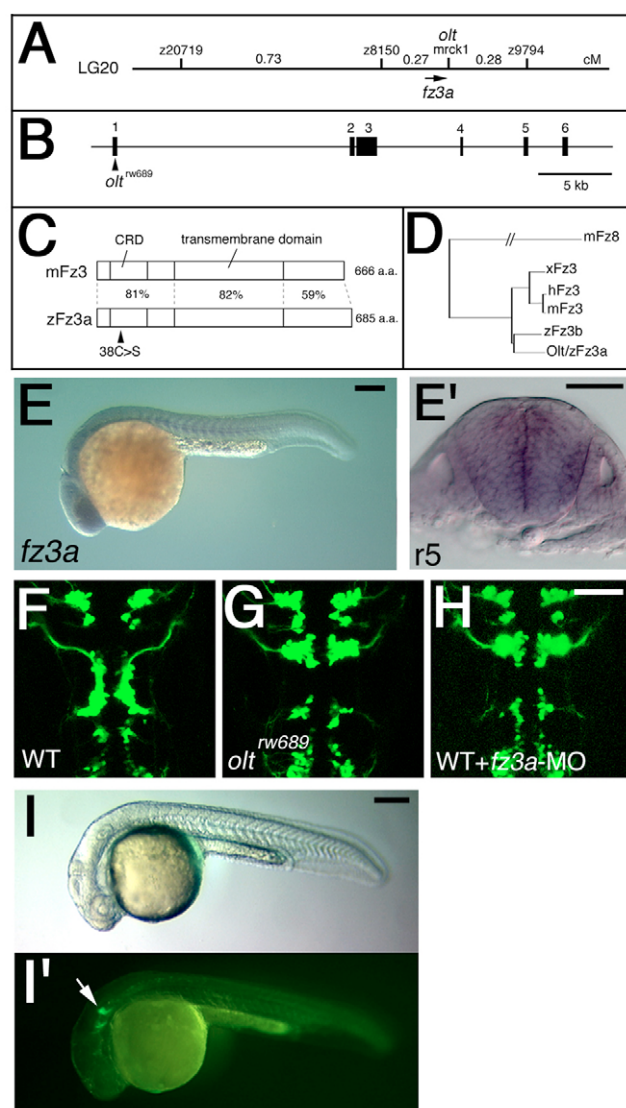 A
LG20
z20719
0.73
z8150
0.27
olt
mrck1
0.28
z9794
cM
fz3a
B
1
2
3
4
5
6
olt rw689
5 kb
C
CRD
transmembrane domain
mFz3
666 a.a.
81%
82%
59%
zFz3a
685 a.a.
38C>S
D
mFz8
xFz3
hFz3
mFz3
zFz3b
Olt/zFz3a
E
fz3a
E'
r5
F
WT
G
olt rw689
H
WT+fz3a-MO
I
I'